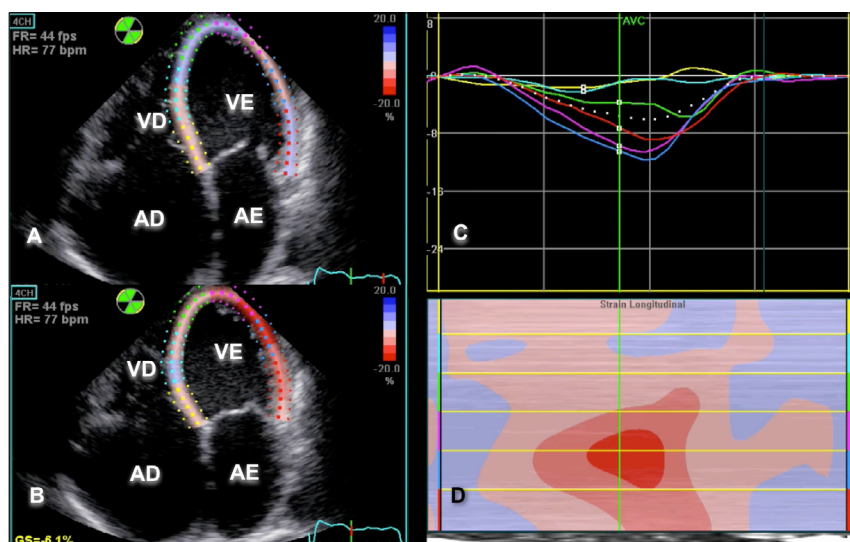 4CH
FR= 44 fps
HR= 77 bpm
20.0
-20.0
%
VE
VD
AD
AE
A
8
AVC
0
-8
-16
-24
C
4CH
FR= 44 fps
HR= 77 bpm
20.0
-20.0
%
VE
VD
AD
AE
B
GS=-6.1%
Strain Longitudinal
D